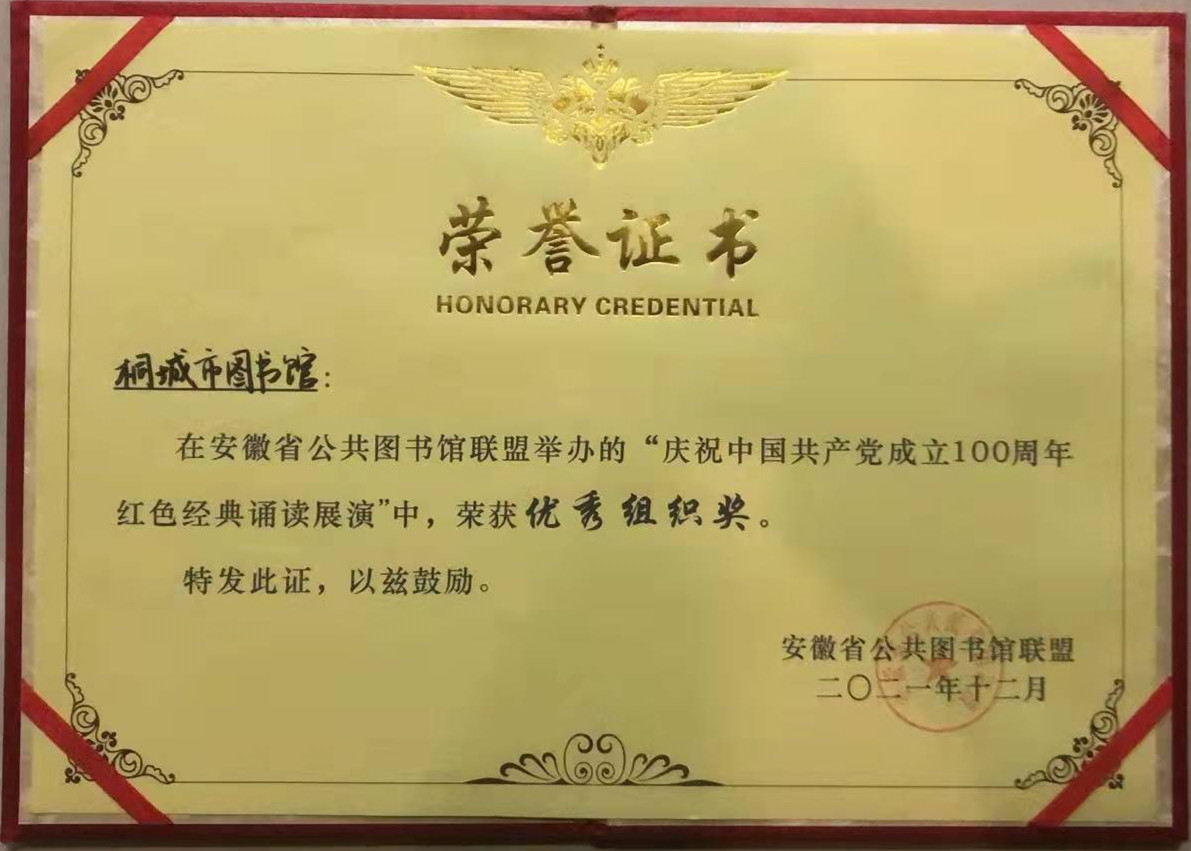 荣誉证书
HONORARY CREDENTIAL
桐城市图书馆：
在安徽省公共图书馆联盟举办的“庆祝中国共产党成立100周年
红色经典诵读展演”中，荣获优秀组织奖。
特发此证，以兹鼓励。
安徽省公共图书馆联盟
二〇二一年十二月